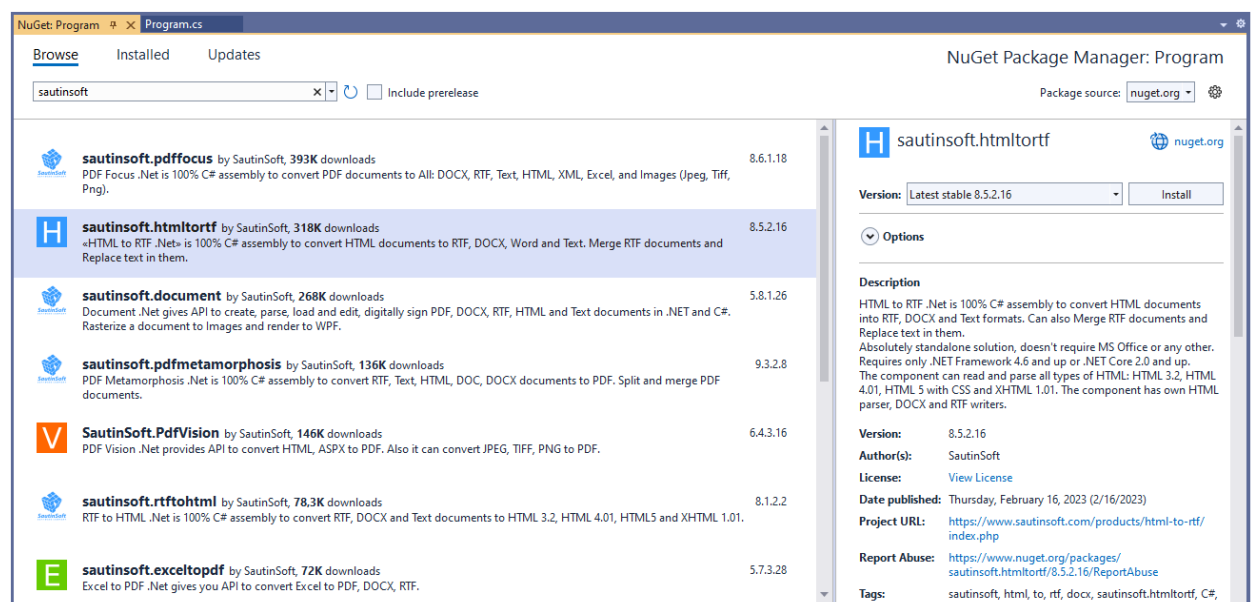 NuGet: Program
Program.cs
Browse Installed Updates
NuGet Package Manager: Program
sautinsoft
Include prerelease
Package source: nuget.org
SautinSoft
sautinsoft.pdffocus by SautinSoft, 393K downloads
8.6.1.18
PDF Focus .Net is 100% C# assembly to convert PDF documents to All: DOCX, RTF, Text, HTML, XML, Excel, and Images (Jpeg, Tiff,
Png).
H
sautinsoft.htmltortf by SautinSoft, 318K downloads
8.5.2.16
«HTML to RTF .Net» is 100% C# assembly to convert HTML documents to RTF, DOCX, Word and Text. Merge RTF documents and
Replace text in them.
SautinSoft
sautinsoft.document by SautinSoft, 268K downloads
5.8.1.26
Document .Net gives API to create, parse, load and edit, digitally sign PDF, DOCX, RTF, HTML and Text documents in .NET and C#.
Rasterize a document to Images and render to WPF.
SautinSoft
sautinsoft.pdfmetamorphosis by SautinSoft, 136K downloads
9.3.2.8
PDF Metamorphosis .Net is 100% C# assembly to convert RTF, Text, HTML, DOC, DOCX documents to PDF. Split and merge PDF
documents.
V
SautinSoft.PdfVision by SautinSoft, 146K downloads
6.4.3.16
PDF Vision .Net provides API to convert HTML, ASPX to PDF. Also it can convert JPEG, TIFF, PNG to PDF.
SautinSoft
sautinsoft.rtftohtml by SautinSoft, 78,3K downloads
8.1.2.2
RTF to HTML .Net is 100% C# assembly to convert RTF, DOCX and Text documents to HTML 3.2, HTML 4.01, HTML5 and XHTML 1.01.
E
sautinsoft.exceltopdf by SautinSoft, 72K downloads
5.7.3.28
Excel to PDF .Net gives you API to convert Excel to PDF, DOCX, RTF.
H
sautinsoft.htmltortf
nuget.org
Version: Latest stable 8.5.2.16
Install
Options
Description
HTML to RTF .Net is 100% C# assembly to convert HTML documents
into RTF, DOCX and Text formats. Can also Merge RTF documents and
Replace text in them.
Absolutely standalone solution, doesn't require MS Office or any other.
Requires only .NET Framework 4.6 and up or .NET Core 2.0 and up.
The component can read and parse all types of HTML: HTML 3.2, HTML
4.01, HTML 5 with CSS and XHTML 1.01. The component has own HTML
parser, DOCX and RTF writers.
Version: 8.5.2.16
Author(s): SautinSoft
License: View License
Date published: Thursday, February 16, 2023 (2/16/2023)
Project URL: https://www.sautinsoft.com/products/html-to-rtf/
index.php
Report Abuse: https://www.nuget.org/packages/
sautinsoft.htmltortf/8.5.2.16/ReportAbuse
Tags: sautinsoft, html, to, rtf, docx, sautinsoft.htmltortf, C#,